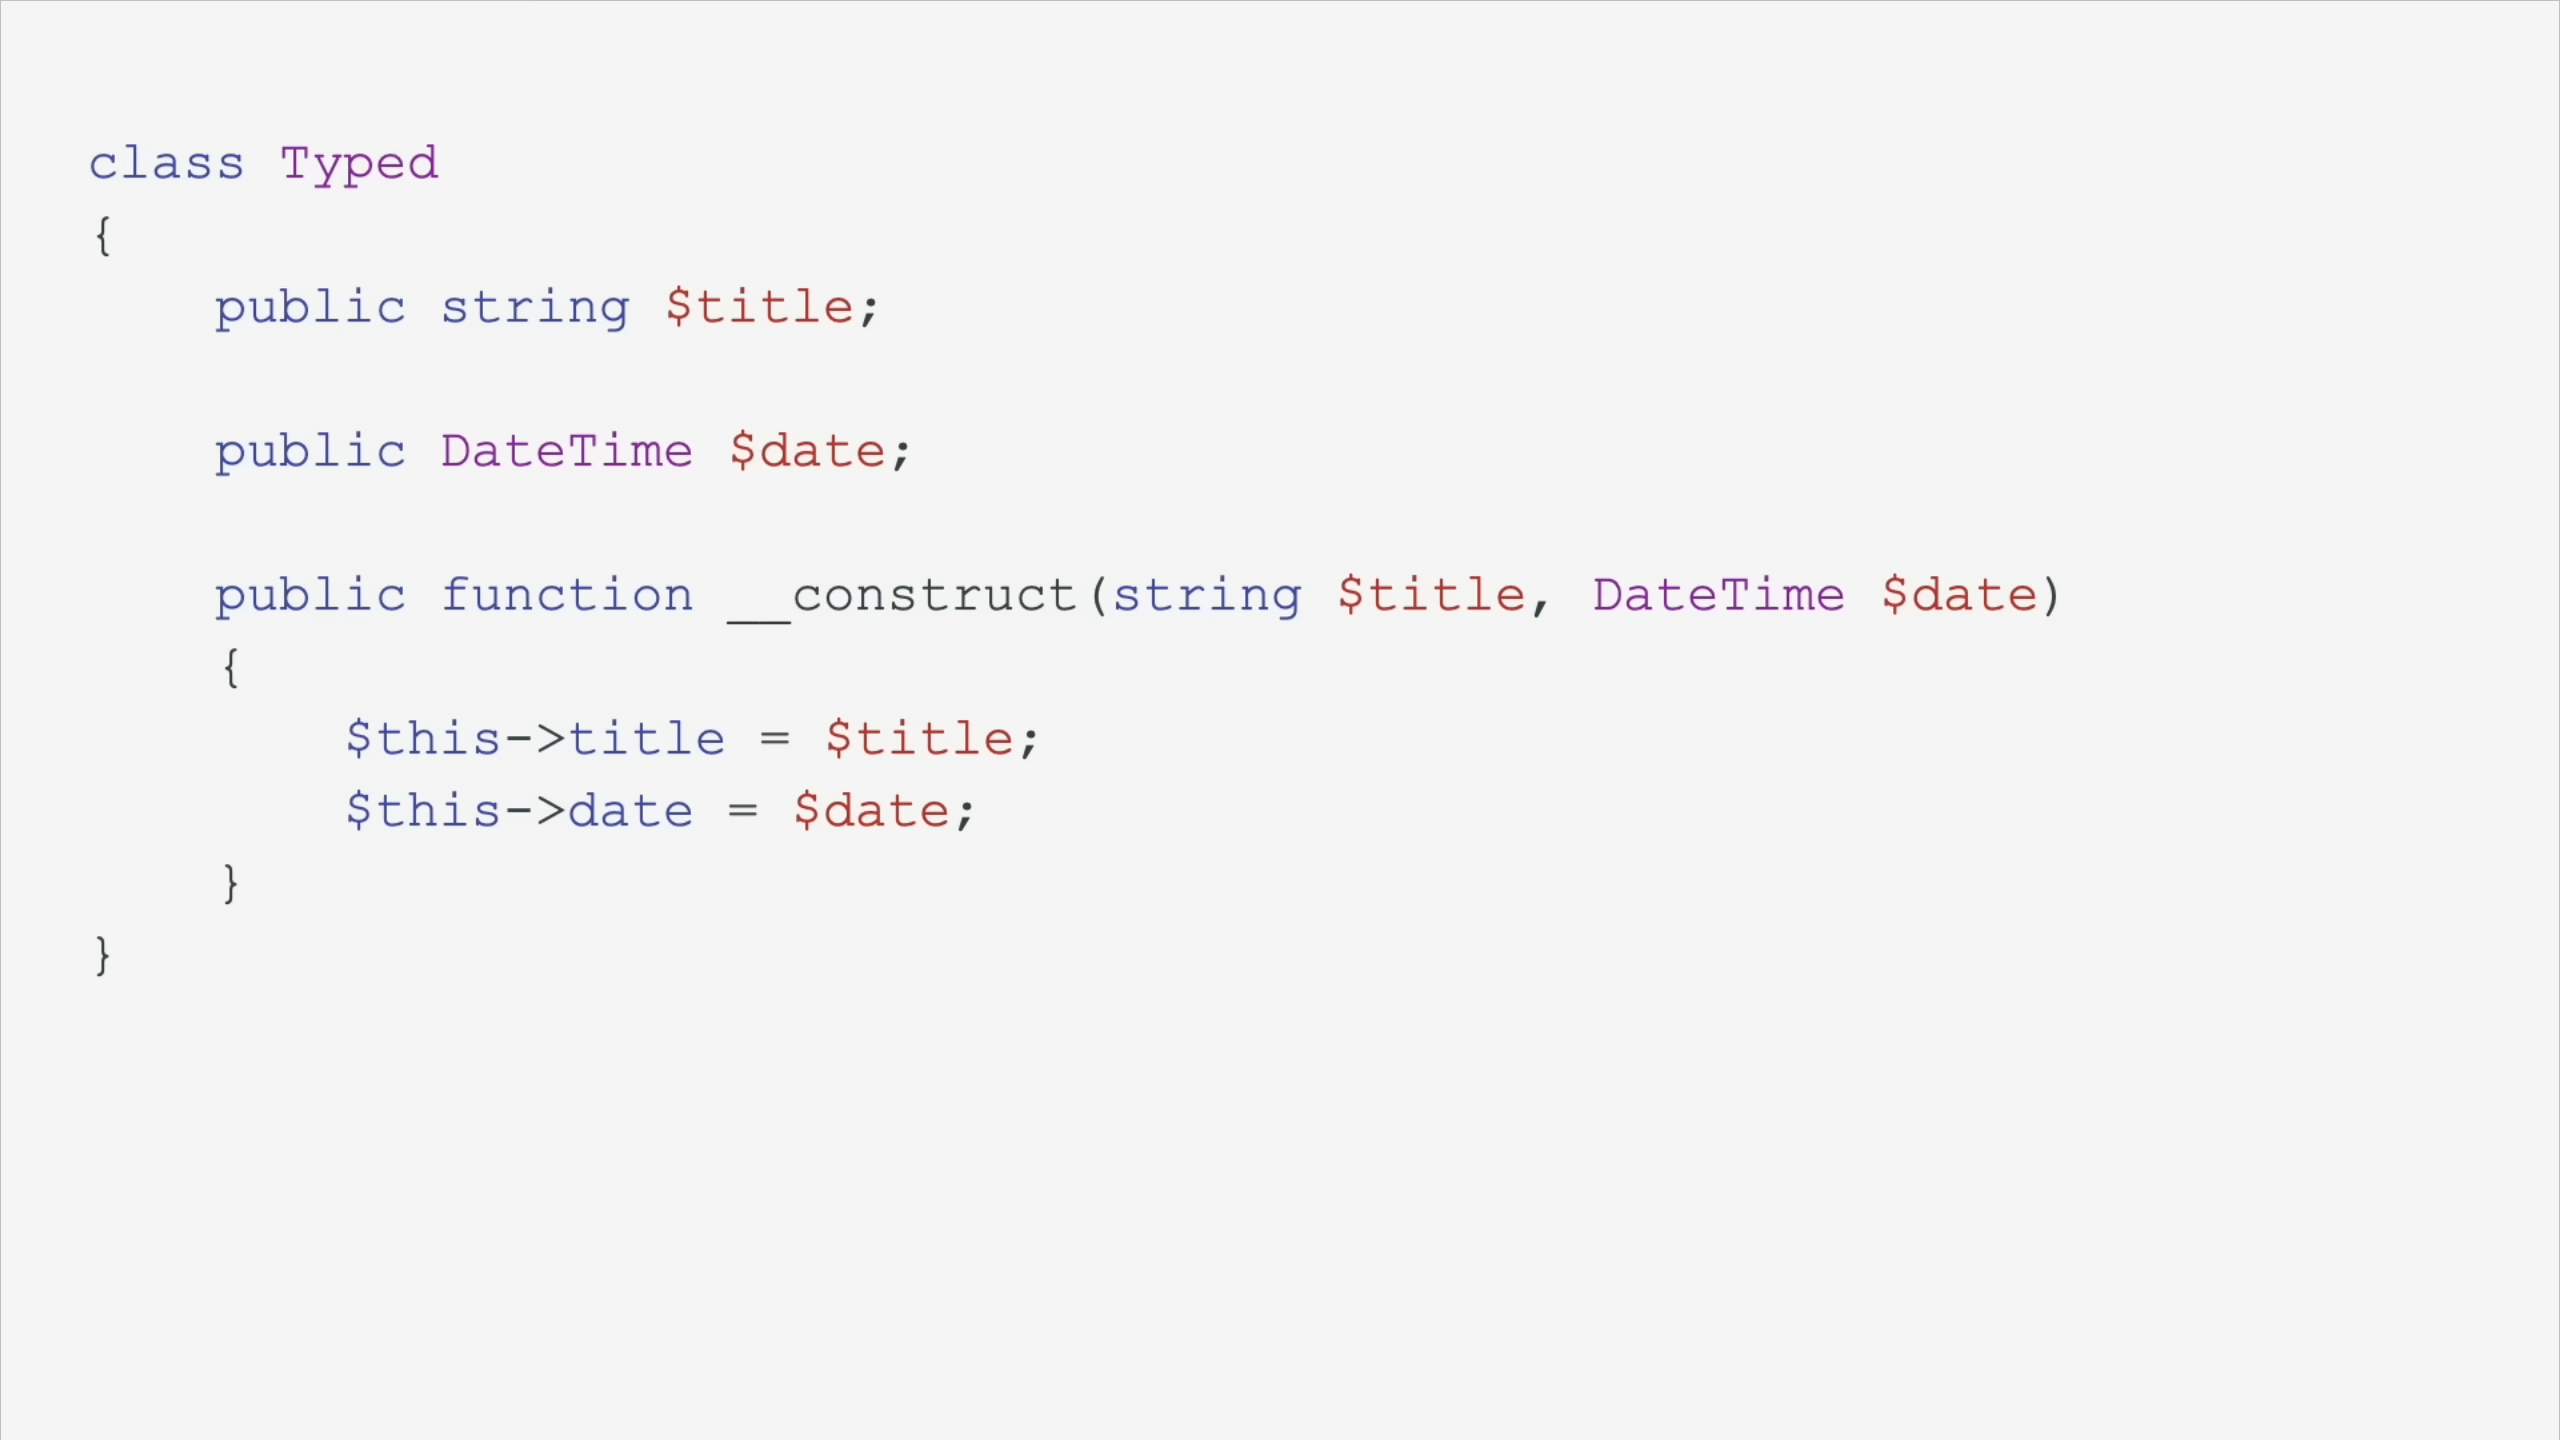 class Typed
{
    public string $title;

    public DateTime $date;

    public function __construct(string $title, DateTime $date)
    {
        $this->title = $title;
        $this->date = $date;
    }
}